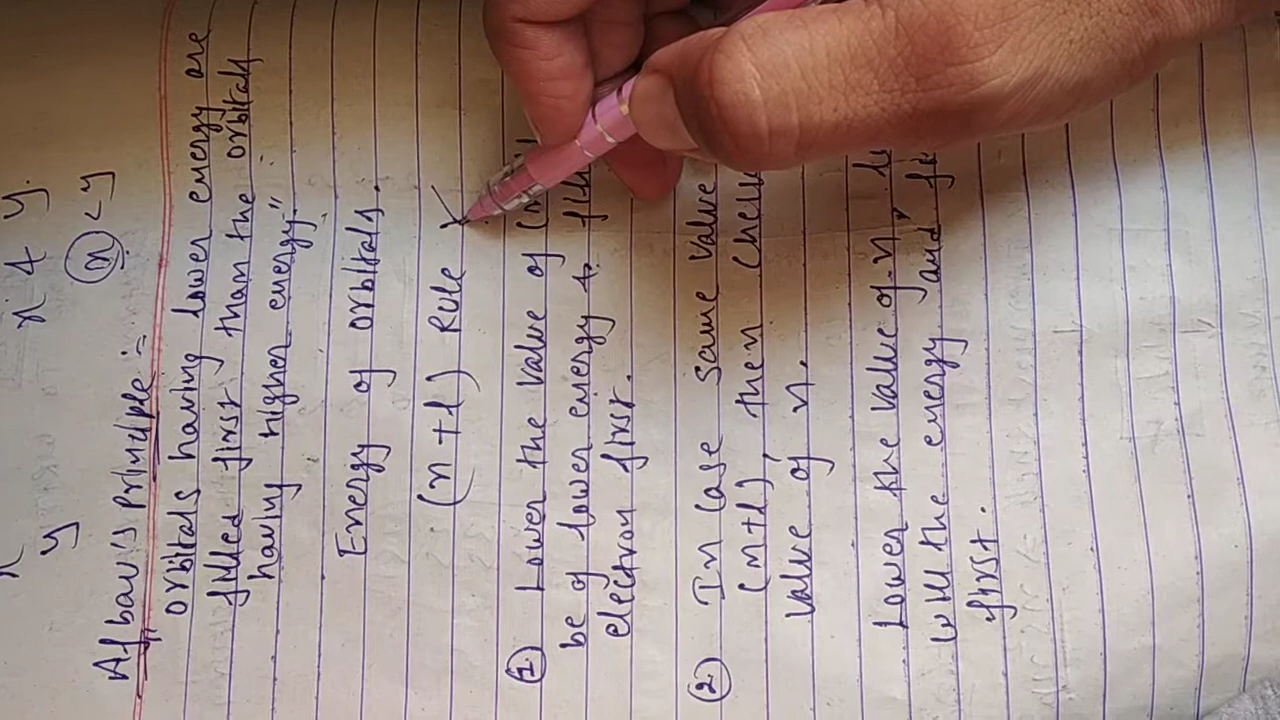 x 4 y.
y (n) < y
Afbau's principle :-
orbitals having lower energy are
filled first than the orbitals
having higher energy"
Energy of orbitals.
(n + l) Rule
(1) Lower the value of (n
be of lower energy &
electron first.
(2) In case same value
(n+l), then check
value of n.
Lower the value of n,
will the energy and
first.